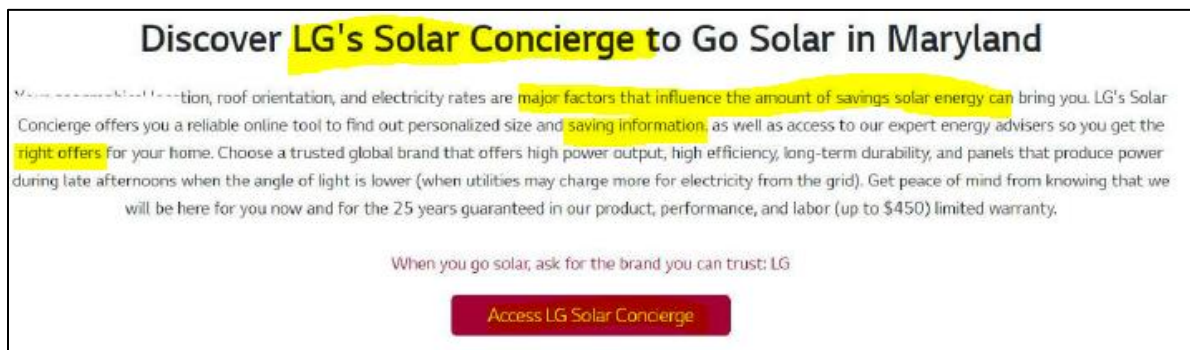 Discover LG's Solar Concierge to Go Solar in Maryland
tion, roof orientation, and electricity rates are major factors that influence the amount of savings solar energy can bring you. LG's Solar
Concierge offers you a reliable online tool to find out personalized size and saving information, as well as access to our expert energy advisers so you get the
right offers for your home. Choose a trusted global brand that offers high power output, high efficiency, long-term durability, and panels that produce power
during late afternoons when the angle of light is lower (when utilities may charge more for electricity from the grid). Get peace of mind from knowing that we
will be here for you now and for the 25 years guaranteed in our product, performance, and labor (up to $450) limited warranty.
When you go solar, ask for the brand you can trust: LG
Access LG Solar Concierge